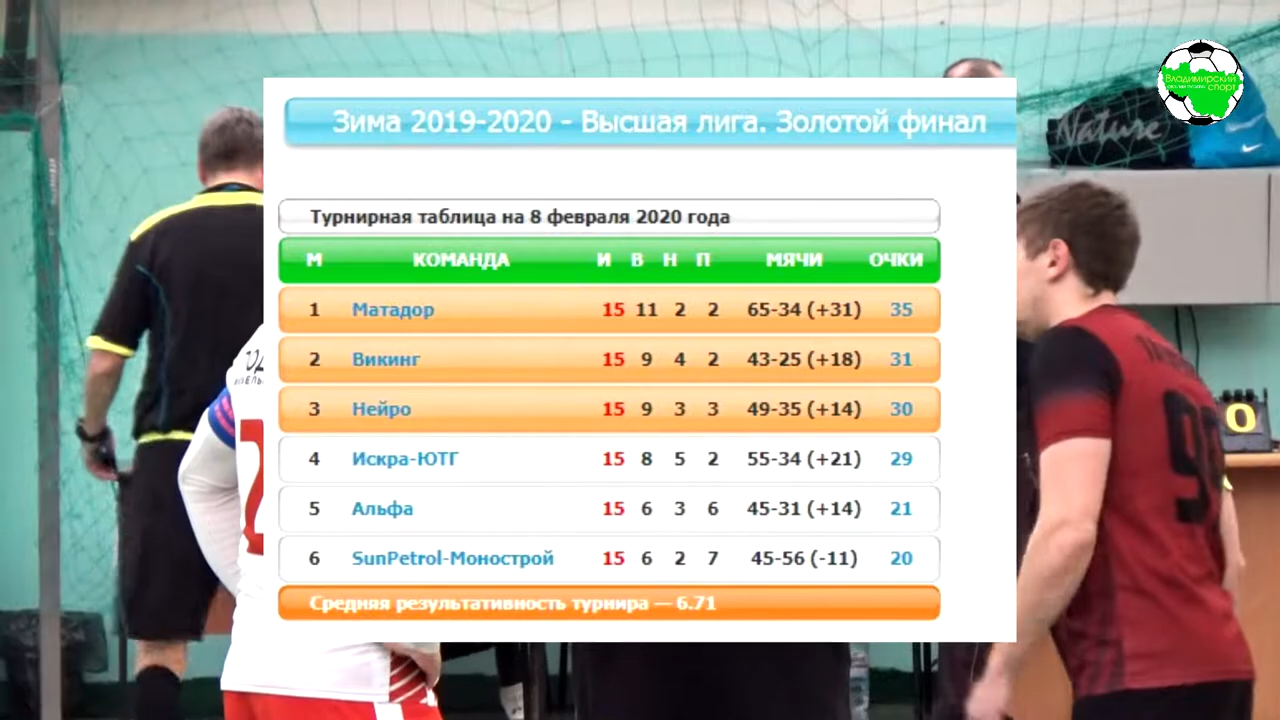 Владимирский
спорт
Nature
Зима 2019-2020 - Высшая лига. Золотой финал
Турнирная таблица на 8 февраля 2020 года
М КОМАНДА И В Н П МЯЧИ ОЧКИ
1 Матадор 15 11 2 2 65-34 (+31) 35
2 Викинг 15 9 4 2 43-25 (+18) 31
3 Нейро 15 9 3 3 49-35 (+14) 30
4 Искра-ЮТГ 15 8 5 2 55-34 (+21) 29
5 Альфа 15 6 3 6 45-31 (+14) 21
6 SunPetrol-Монострой 15 6 2 7 45-56 (-11) 20
Средняя результативность турнира — 6.71
0